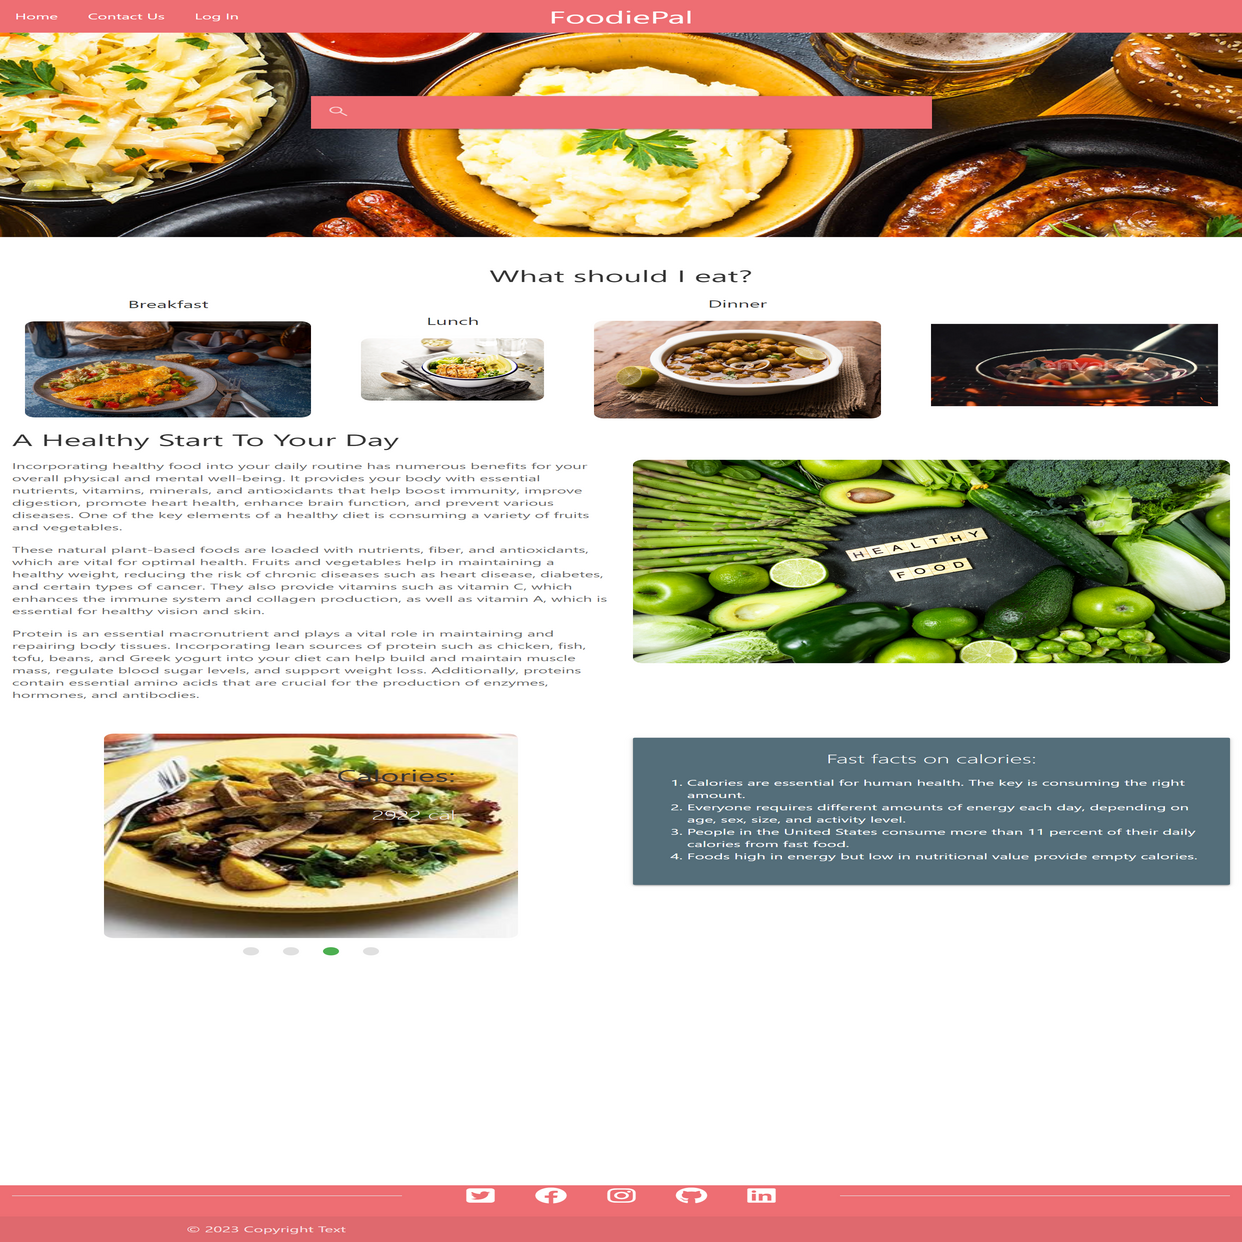 Home Contact Us Log In FoodiePal
What should I eat?
Breakfast
Lunch
Dinner
A Healthy Start To Your Day
Incorporating healthy food into your daily routine has numerous benefits for your
overall physical and mental well-being. It provides your body with essential
nutrients, vitamins, minerals, and antioxidants that help boost immunity, improve
digestion, promote heart health, enhance brain function, and prevent various
diseases. One of the key elements of a healthy diet is consuming a variety of fruits
and vegetables.
These natural plant-based foods are loaded with nutrients, fiber, and antioxidants,
which are vital for optimal health. Fruits and vegetables help in maintaining a
healthy weight, reducing the risk of chronic diseases such as heart disease, diabetes,
and certain types of cancer. They also provide vitamins such as vitamin C, which
enhances the immune system and collagen production, as well as vitamin A, which is
essential for healthy vision and skin.
Protein is an essential macronutrient and plays a vital role in maintaining and
repairing body tissues. Incorporating lean sources of protein such as chicken, fish,
tofu, beans, and Greek yogurt into your diet can help build and maintain muscle
mass, regulate blood sugar levels, and support weight loss. Additionally, proteins
contain essential amino acids that are crucial for the production of enzymes,
hormones, and antibodies.
HEALTHY
FOOD
Calories:
2922 cal
Fast facts on calories:
1. Calories are essential for human health. The key is consuming the right
amount.
2. Everyone requires different amounts of energy each day, depending on
age, sex, size, and activity level.
3. People in the United States consume more than 11 percent of their daily
calories from fast food.
4. Foods high in energy but low in nutritional value provide empty calories.
© 2023 Copyright Text